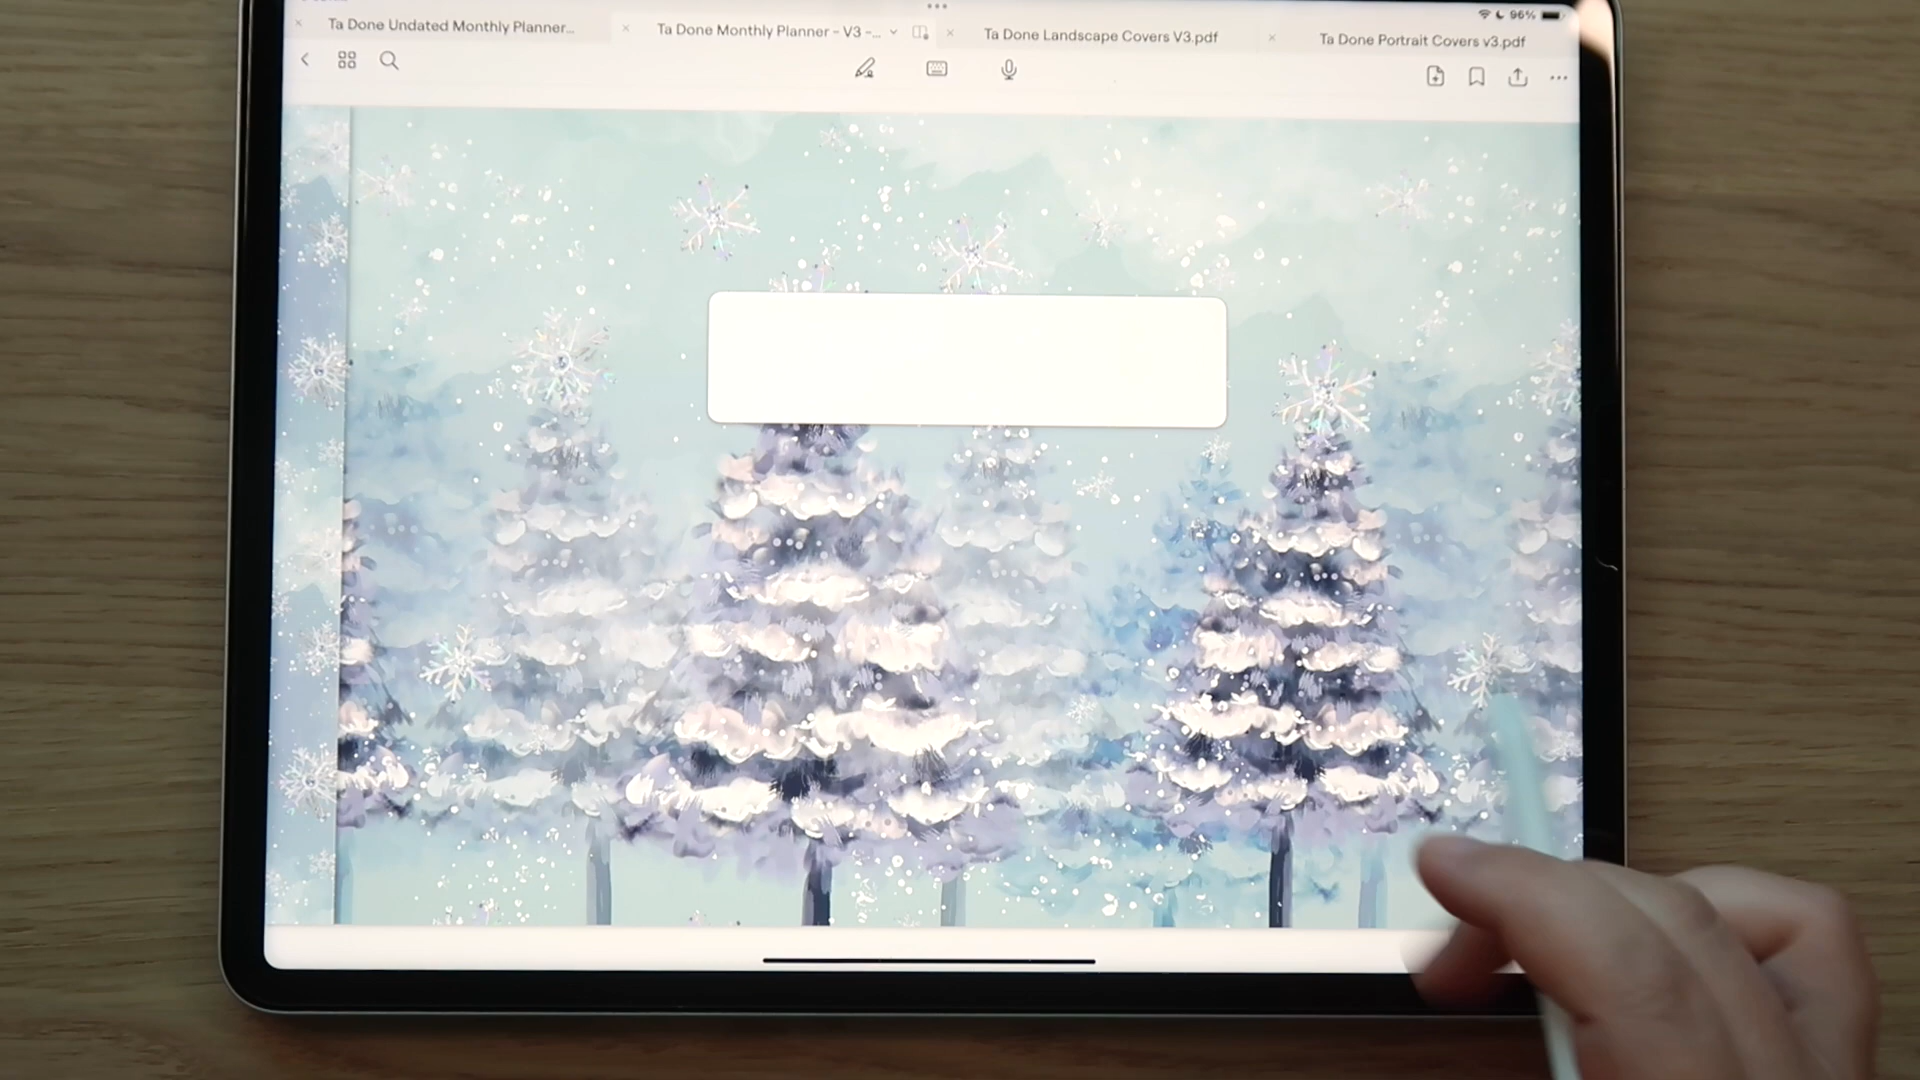 96%
Ta Done Undated Monthly Planner...
Ta Done Monthly Planner - V3 -...
Ta Done Landscape Covers V3.pdf
Ta Done Portrait Covers v3.pdf